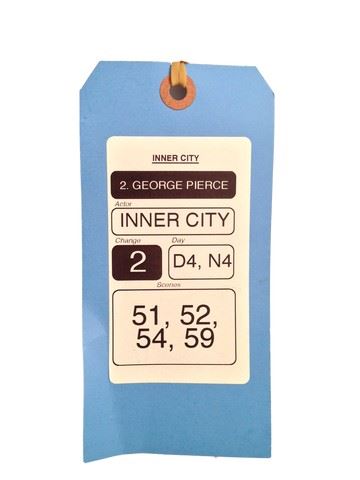 INNER CITY
2. GEORGE PIERCE
Actor
INNER CITY
Change Day
2 D4, N4
Scenes
51, 52,
54, 59